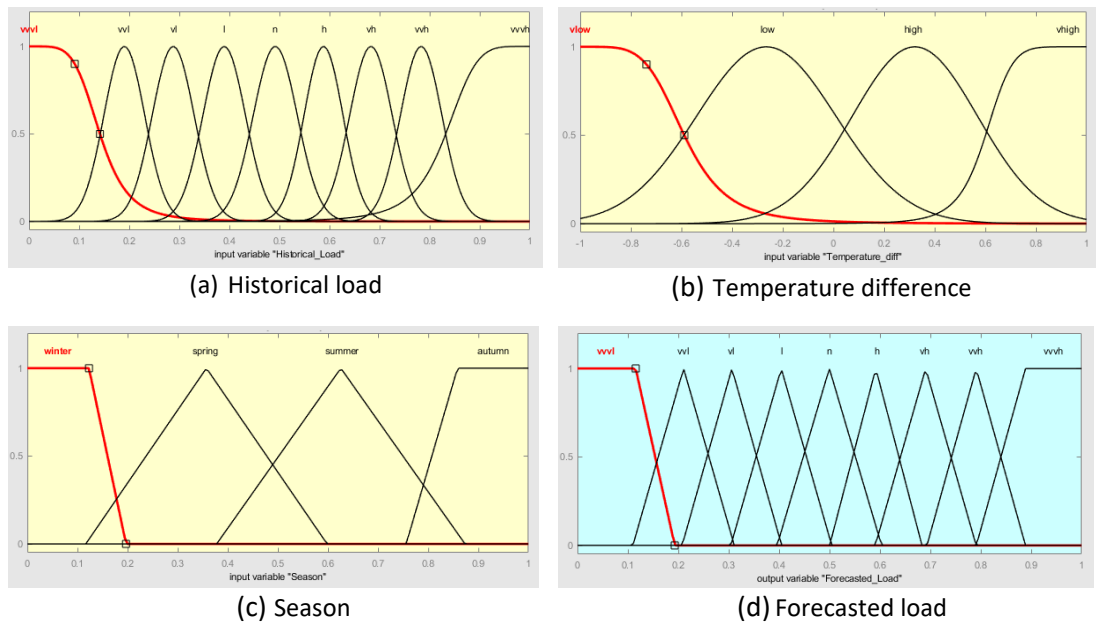 vvvl vvl vl l n h vh vvh vvvh
1
0.5
0
0 0.1 0.2 0.3 0.4 0.5 0.6 0.7 0.8 0.9 1
input variable "Historical_Load"
(a) Historical load
vlow low high vhigh
1
0.5
0
-1 -0.8 -0.6 -0.4 -0.2 0 0.2 0.4 0.6 0.8 1
input variable "Temperature_diff"
(b) Temperature difference
winter spring summer autumn
1
0.5
0
0 0.1 0.2 0.3 0.4 0.5 0.6 0.7 0.8 0.9 1
input variable "Season"
(c) Season
vvvl vvl vl l n h vh vvh vvvh
1
0.5
0
0 0.1 0.2 0.3 0.4 0.5 0.6 0.7 0.8 0.9 1
output variable "Forecasted_Load"
(d) Forecasted load